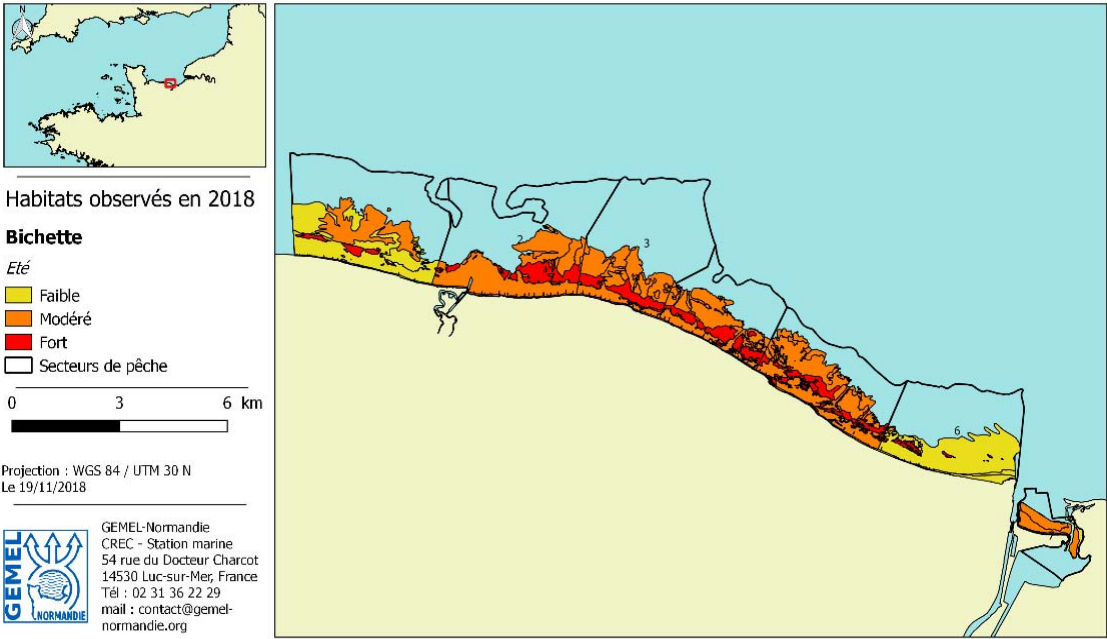 N
Habitats observés en 2018
Bichette
Eté
Faible
Modéré
Fort
Secteurs de pêche
0 3 6 km
Projection : WGS 84 / UTM 30 N
Le 19/11/2018
GEMEL
NORMANDIE
GEMEL-Normandie
CREC - Station marine
54 rue du Docteur Charcot
14530 Luc-sur-Mer, France
Tél : 02 31 36 22 29
mail : contact@gemel-
normandie.org
1
2
3
5
6